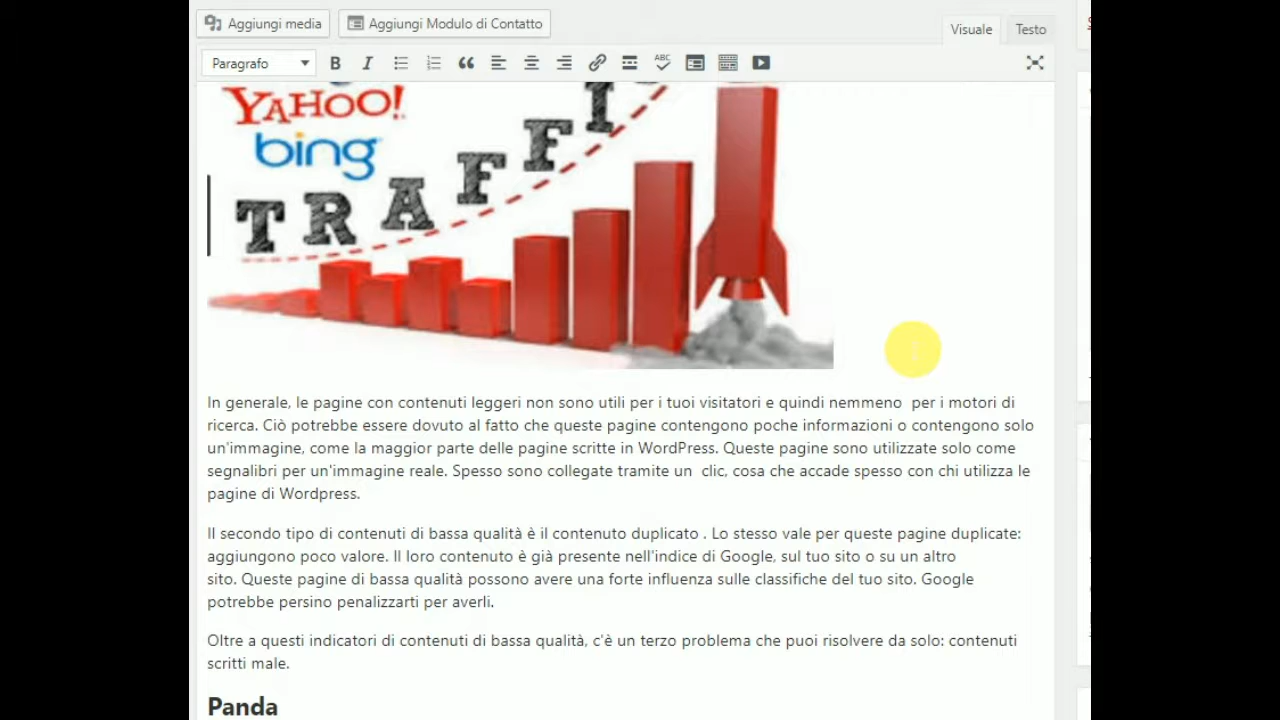 Aggiungi media
Aggiungi Modulo di Contatto
Visuale
Testo
Paragrafo
B
I
ABC
YAHOO!
bing
TRAFFI
In generale, le pagine con contenuti leggeri non sono utili per i tuoi visitatori e quindi nemmeno  per i motori di
ricerca. Ciò potrebbe essere dovuto al fatto che queste pagine contengono poche informazioni o contengono solo
un'immagine, come la maggior parte delle pagine scritte in WordPress. Queste pagine sono utilizzate solo come
segnalibri per un'immagine reale. Spesso sono collegate tramite un  clic, cosa che accade spesso con chi utilizza le
pagine di Wordpress.
Il secondo tipo di contenuti di bassa qualità è il contenuto duplicato . Lo stesso vale per queste pagine duplicate:
aggiungono poco valore. Il loro contenuto è già presente nell'indice di Google, sul tuo sito o su un altro
sito. Queste pagine di bassa qualità possono avere una forte influenza sulle classifiche del tuo sito. Google
potrebbe persino penalizzarti per averli.
Oltre a questi indicatori di contenuti di bassa qualità, c'è un terzo problema che puoi risolvere da solo: contenuti
scritti male.
Panda